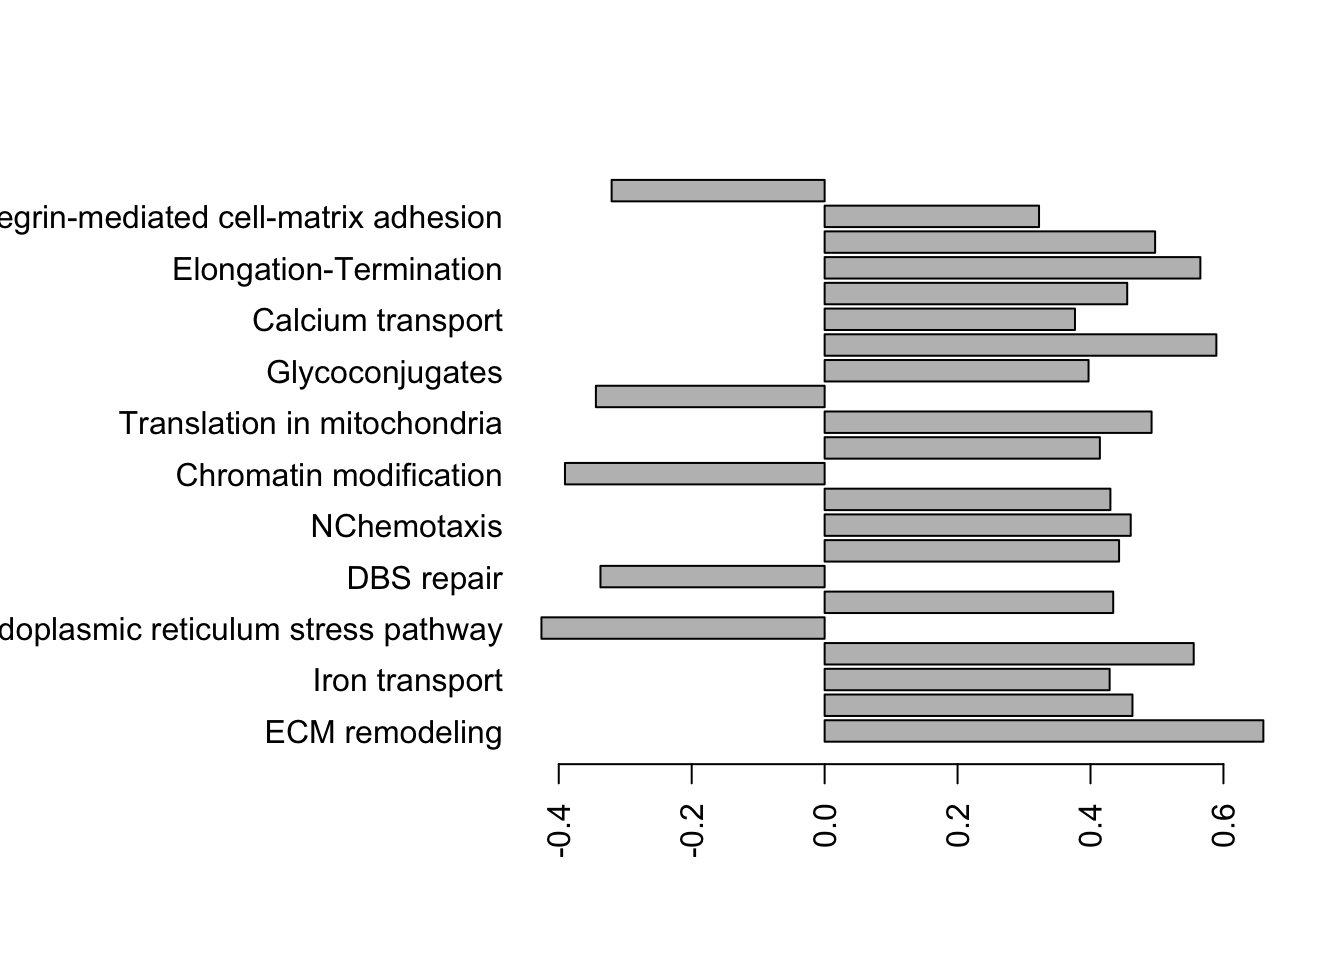 egrin-mediated cell-matrix adhesion
Elongation-Termination
Calcium transport
Glycoconjugates
Translation in mitochondria
Chromatin modification
NChemotaxis
DBS repair
doplasmic reticulum stress pathway
Iron transport
ECM remodeling
-0.4
-0.2
0.0
0.2
0.4
0.6